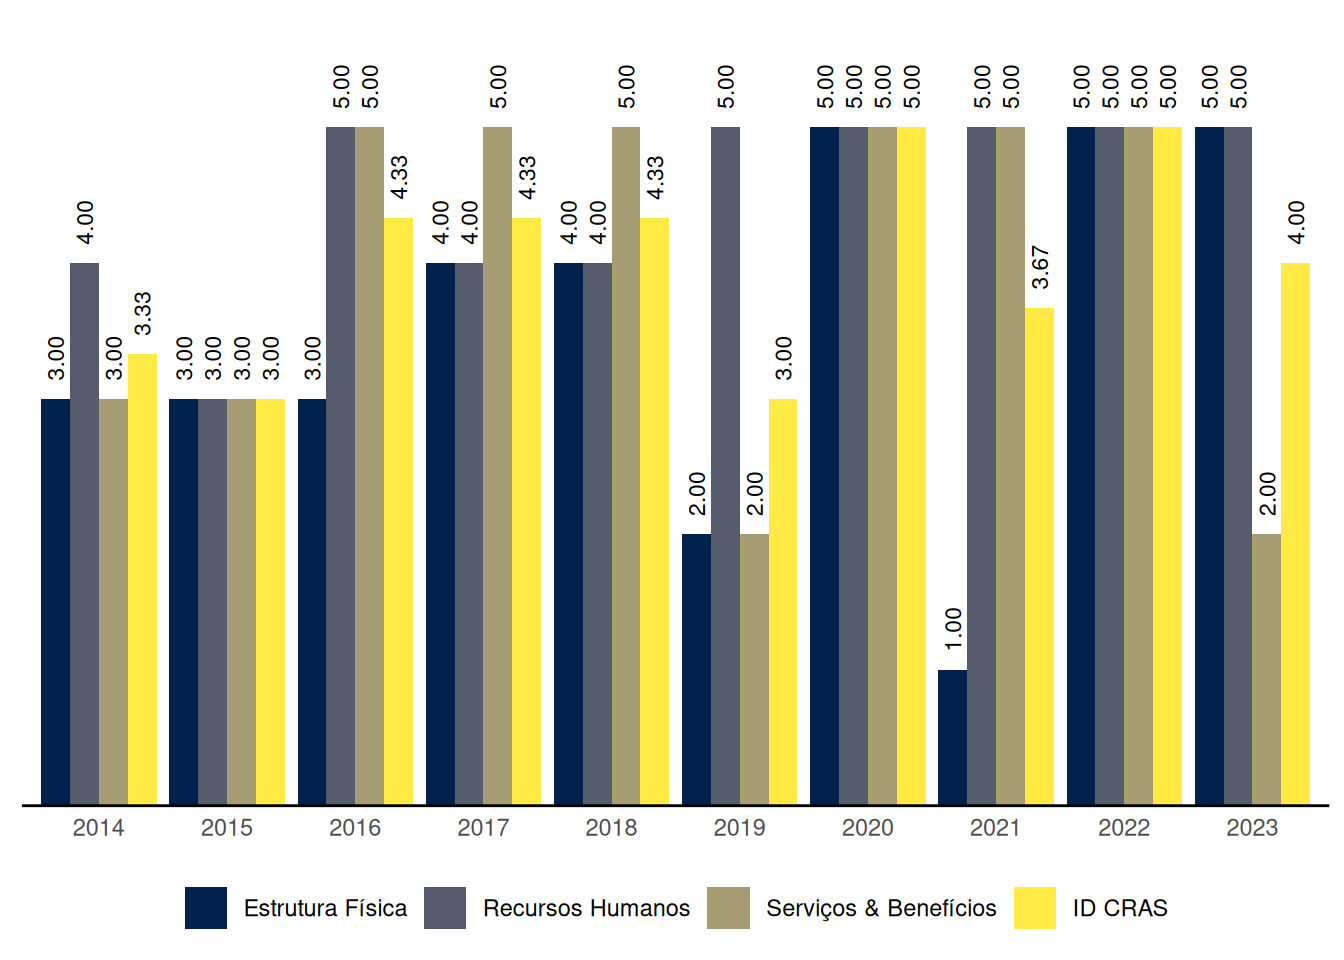 3.00 4.00 3.00 3.33 3.00 3.00 3.00 3.00 3.00 5.00 5.00 4.33 4.00 4.00 5.00 4.33 4.00 4.00 5.00 4.33 2.00 5.00 2.00 3.00 5.00 5.00 5.00 5.00 1.00 5.00 5.00 3.67 5.00 5.00 5.00 5.00 5.00 5.00 2.00 4.00
2014 2015 2016 2017 2018 2019 2020 2021 2022 2023
Estrutura Física Recursos Humanos Serviços & Benefícios ID CRAS